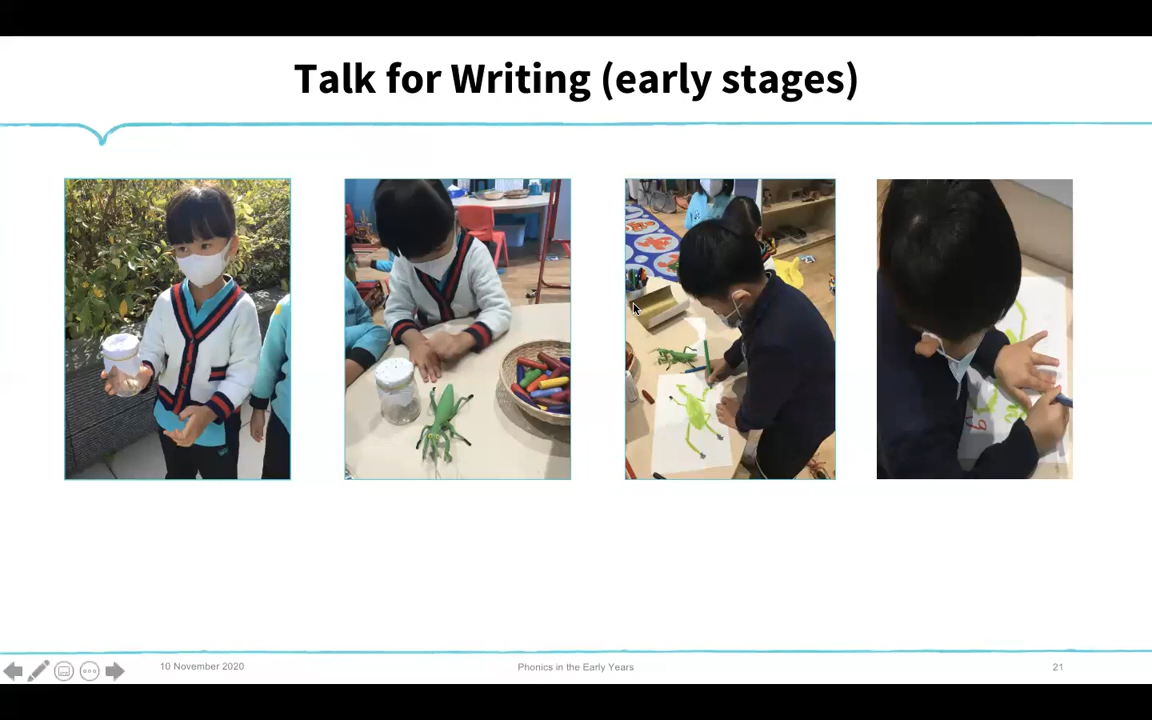 Talk for Writing (early stages)
10 November 2020
Phonics in the Early Years
21